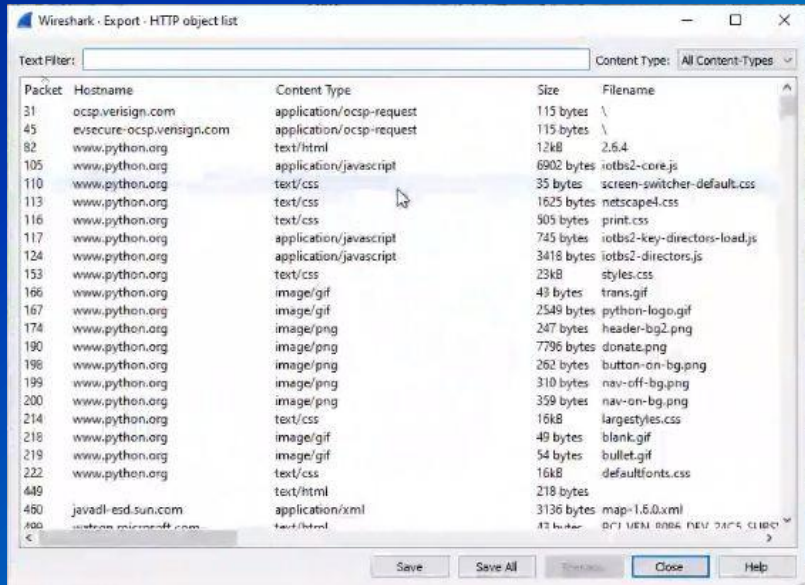 Wireshark · Export · HTTP object list
Text Filter: Content Type: All Content-Types
Packet Hostname Content Type Size Filename
31 ocsp.verisign.com application/ocsp-request 115 bytes \
45 evsecure-ocsp.verisign.com application/ocsp-request 115 bytes \
82 www.python.org text/html 12kB 2.6.4
105 www.python.org application/javascript 6902 bytes iotbs2-core.js
110 www.python.org text/css 35 bytes screen-switcher-default.css
113 www.python.org text/css 1625 bytes netscape4.css
116 www.python.org text/css 505 bytes print.css
117 www.python.org application/javascript 745 bytes iotbs2-key-directors-load.js
124 www.python.org application/javascript 3418 bytes iotbs2-directors.js
153 www.python.org text/css 23kB styles.css
166 www.python.org image/gif 43 bytes trans.gif
167 www.python.org image/gif 2549 bytes python-logo.gif
174 www.python.org image/png 247 bytes header-bg2.png
190 www.python.org image/png 7796 bytes donate.png
198 www.python.org image/png 262 bytes button-on-bg.png
199 www.python.org image/png 310 bytes nav-off-bg.png
200 www.python.org image/png 359 bytes nav-on-bg.png
214 www.python.org text/css 16kB largestyles.css
218 www.python.org image/gif 49 bytes blank.gif
219 www.python.org image/gif 54 bytes bullet.gif
222 www.python.org text/css 16kB defaultfonts.css
449 text/html 218 bytes
460 javadl-esd.sun.com application/xml 3136 bytes map-1.6.0.xml
499 watson.microsoft.com text/html
Save Save All Preview Close Help